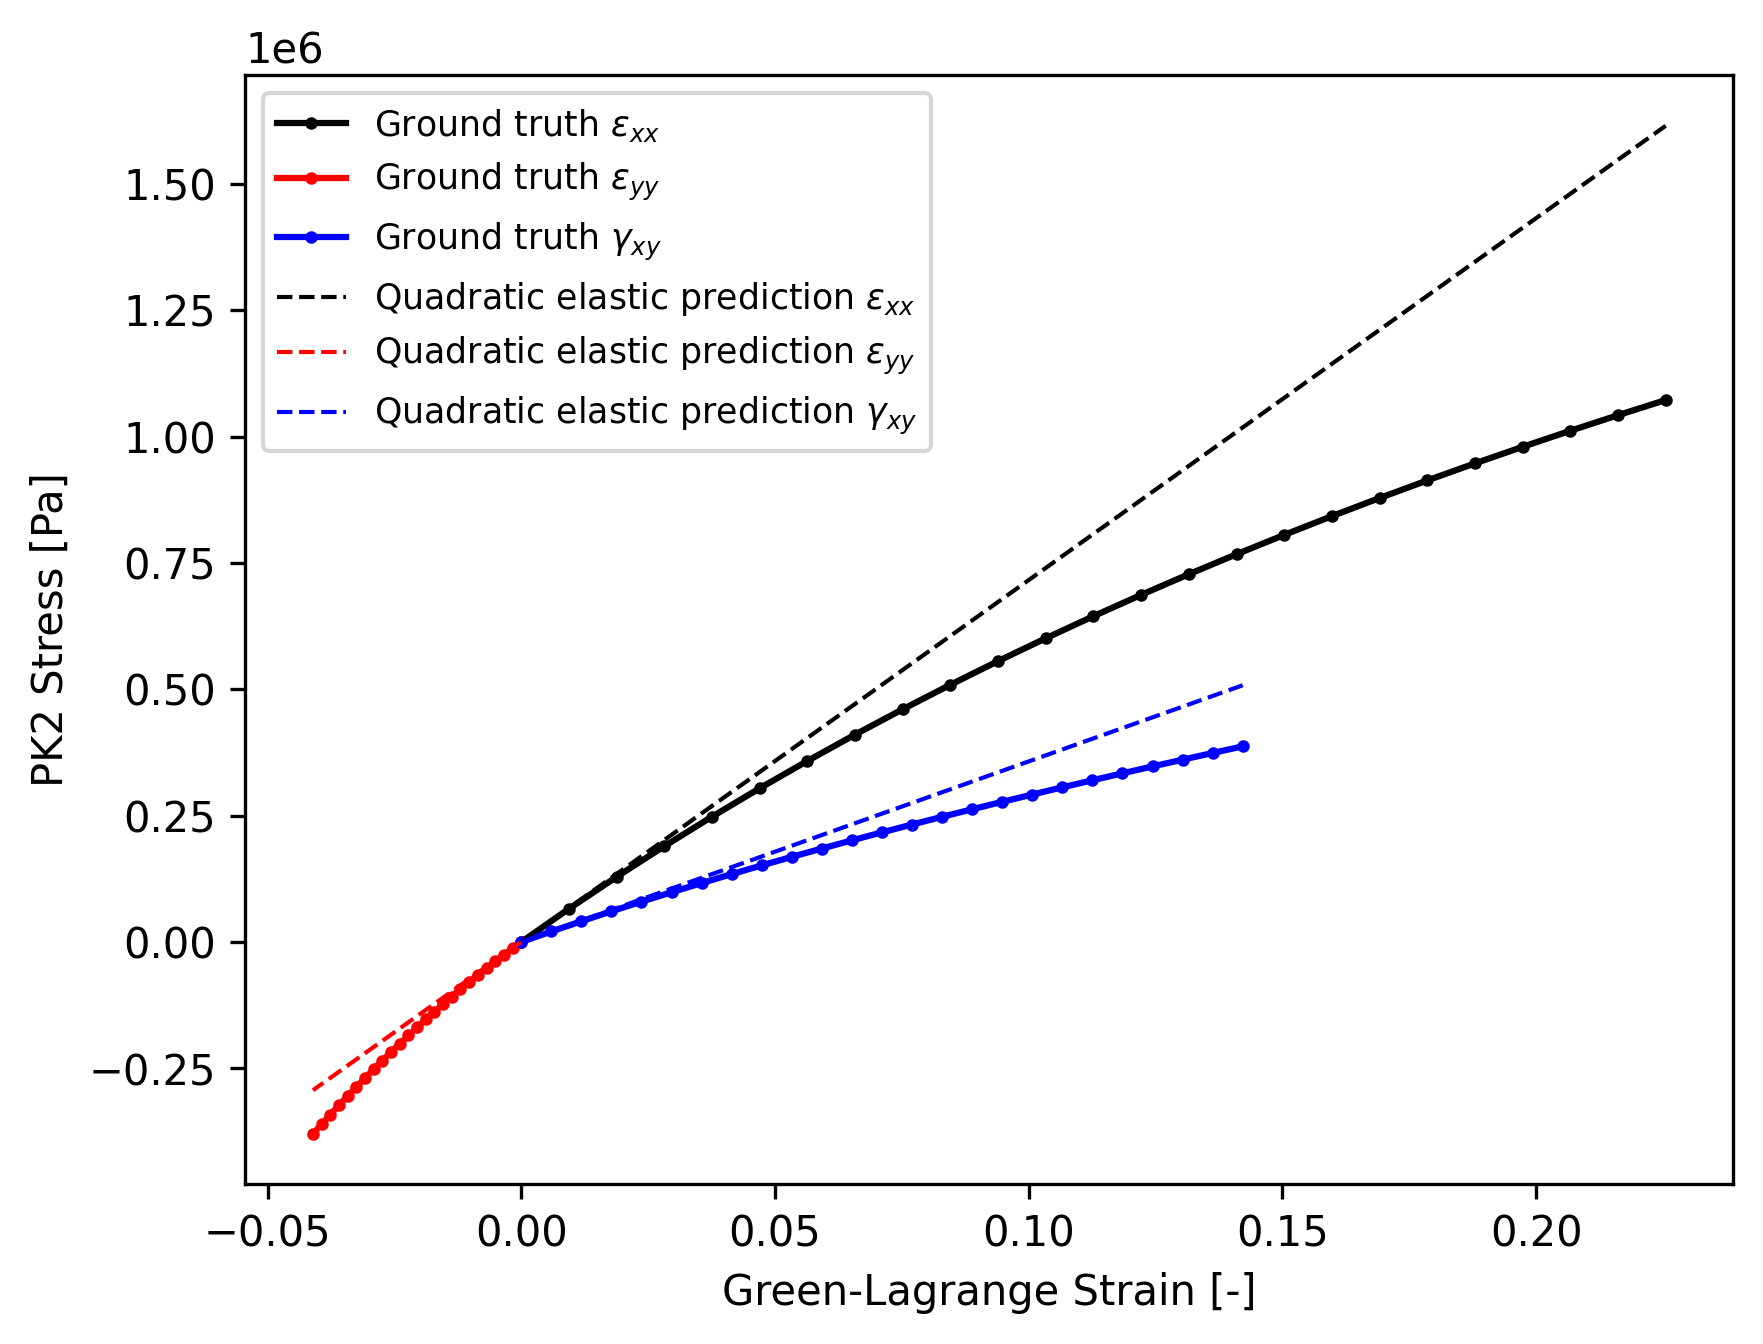 1e6
Ground truth εxx
Ground truth εyy
Ground truth γxy
Quadratic elastic prediction εxx
Quadratic elastic prediction εyy
Quadratic elastic prediction γxy
1.50
1.25
1.00
0.75
0.50
0.25
0.00
−0.25
PK2 Stress [Pa]
−0.05 0.00 0.05 0.10 0.15 0.20
Green-Lagrange Strain [-]